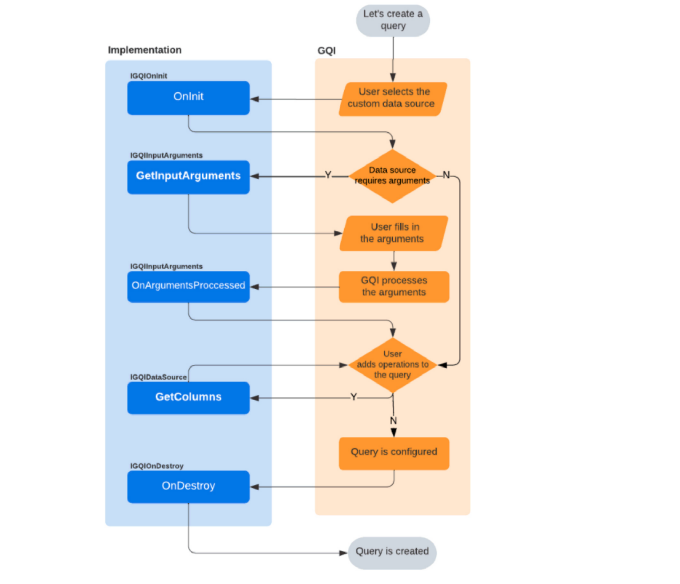 Let's create a
query
Implementation
GQI
IGQIOnInit
OnInit
User selects the
custom data source
IGQIInputArguments
GetInputArguments
Y
Data source
requires arguments
N
User fills in
the arguments
IGQIInputArguments
OnArgumentsProccessed
GQI processes
the arguments
User
adds operations to
the query
IGQIDataSource
GetColumns
Y
N
Query is configured
IGQIOnDestroy
OnDestroy
Query is created